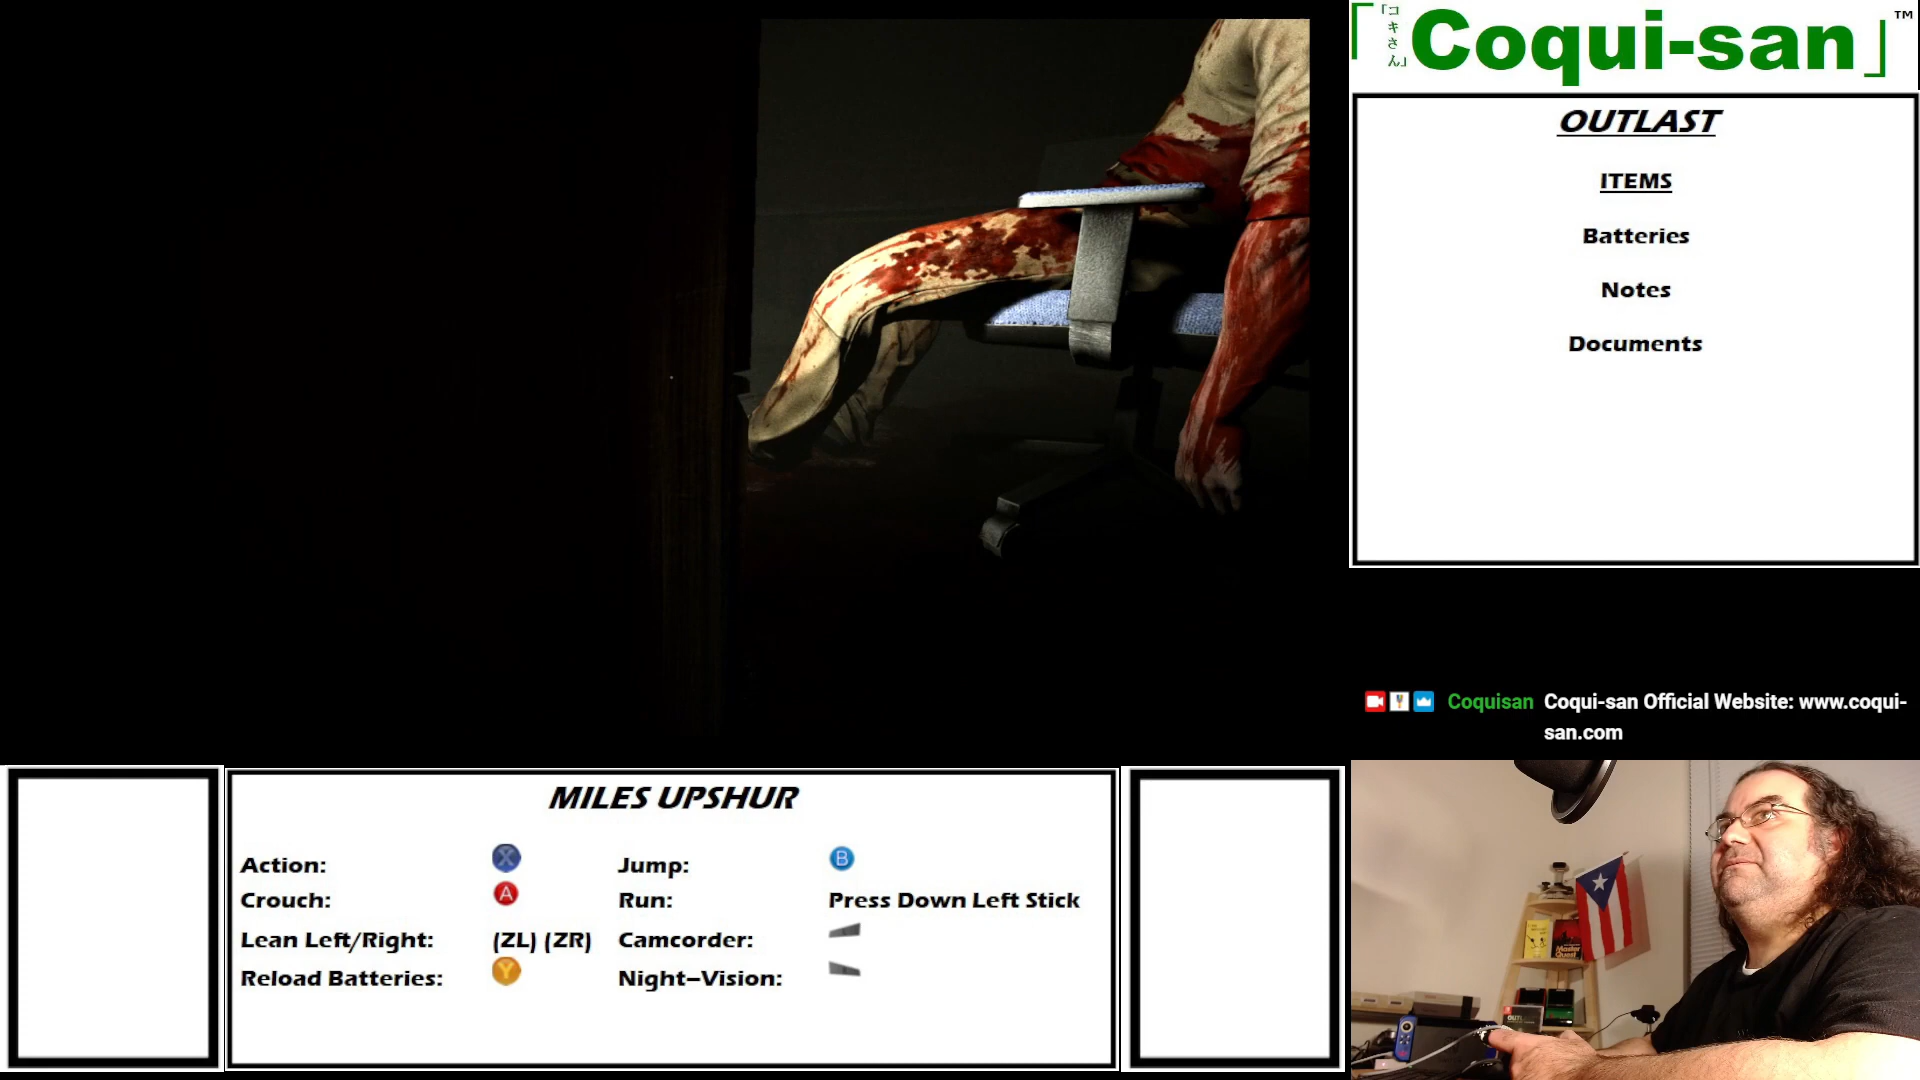 「コキさん」
「Coqui-san」™
OUTLAST
ITEMS
Batteries
Notes
Documents
Coquisan Coqui-san Official Website: www.coqui-
san.com
MILES UPSHUR
Action: X Jump: B
Crouch: A Run: Press Down Left Stick
Lean Left/Right: (ZL) (ZR) Camcorder:
Reload Batteries: Y Night-Vision:
Master
Quest